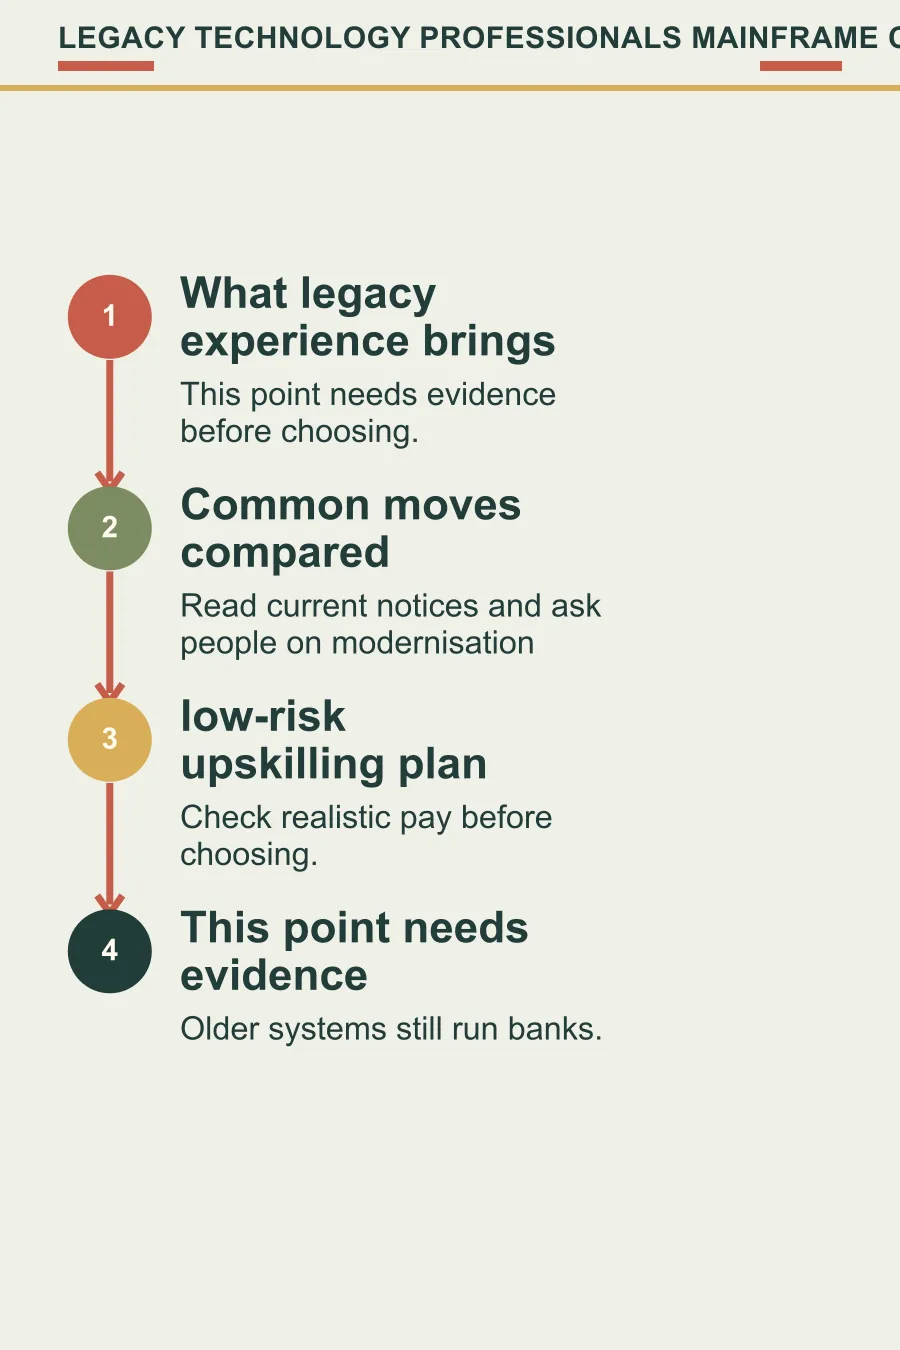 LEGACY TECHNOLOGY PROFESSIONALS MAINFRAME
1
What legacy
experience brings
This point needs evidence
before choosing.
2
Common moves
compared
Read current notices and ask
people on modernisation
3
low-risk
upskilling plan
Check realistic pay before
choosing.
4
This point needs
evidence
Older systems still run banks.